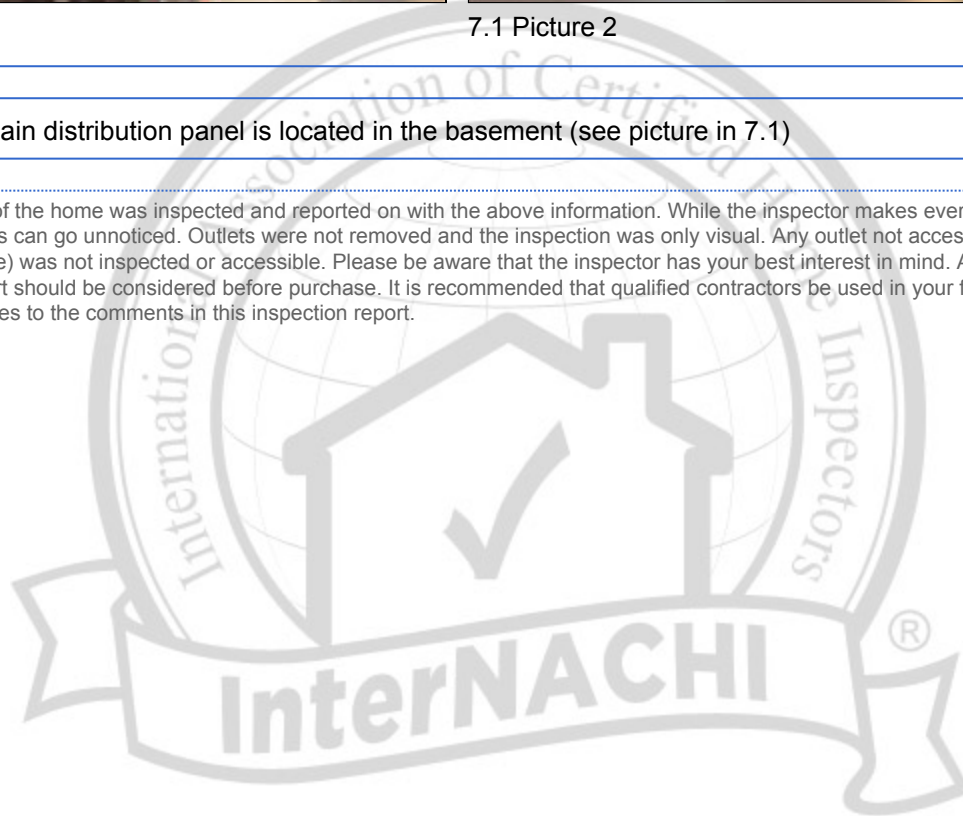 7.1 Picture 2
ain distribution panel is located in the basement (see picture in 7.1)
of the home was inspected and reported on with the above information. While the inspector makes ever
s can go unnoticed. Outlets were not removed and the inspection was only visual. Any outlet not acces
e) was not inspected or accessible. Please be aware that the inspector has your best interest in mind. A
rt should be considered before purchase. It is recommended that qualified contractors be used in your f
es to the comments in this inspection report.
International Association of Certified Home Inspectors
InterNACHI ®